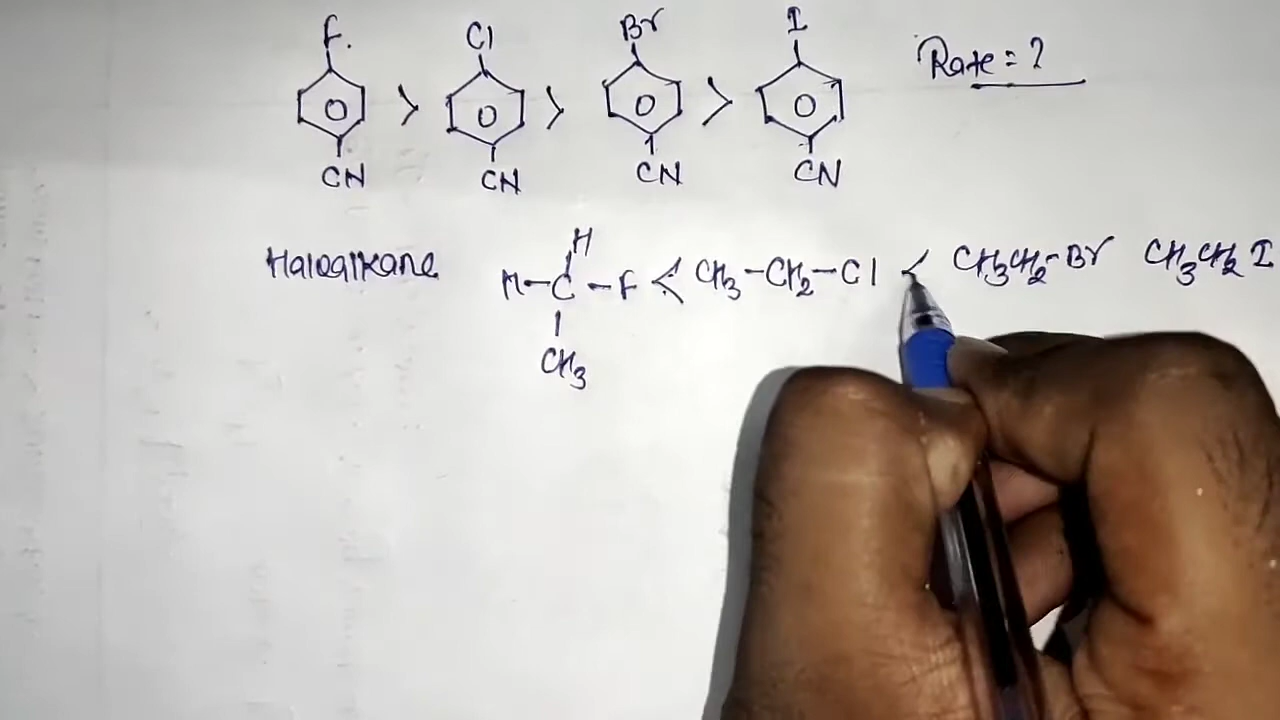 F. Cl Br I
> > > Rate = ?
CN CN CN CN
H
Haloalkane H-C-F < CH3-CH2-Cl < CH3CH2-Br CH3CH2I
CH3